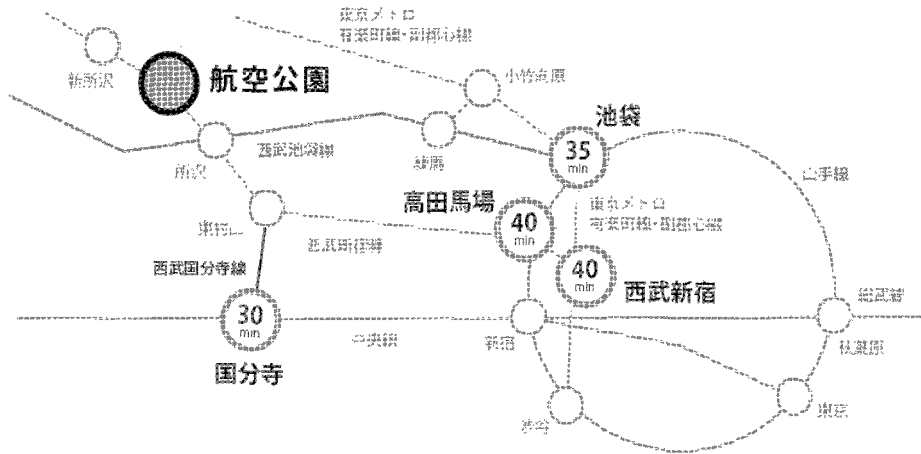 東京メトロ
有楽町線・副都心線
新所沢
航空公園
小竹向原
池袋
35
min
西武池袋線
練馬
所沢
山手線
高田馬場
東京メトロ
有楽町線・副都心線
40
min
東村山
西武新宿線
西武国分寺線
40
min
西武新宿
総武線
30
min
中央線
新宿
秋葉原
国分寺
渋谷
東京